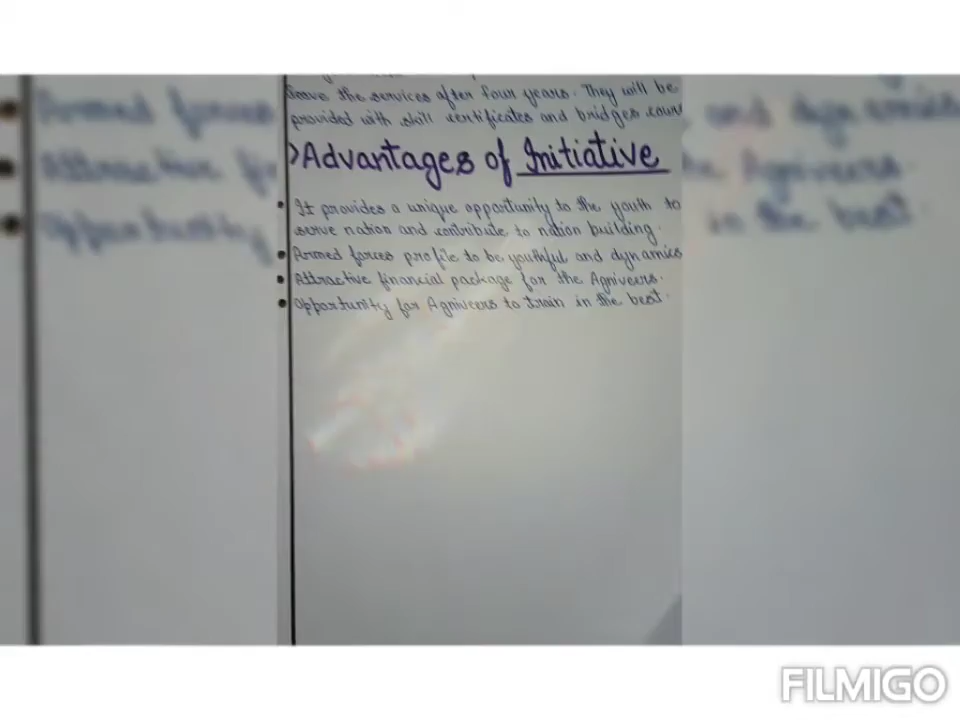 leave the services after four years. They will be
provided with skill certificates and bridges cour
>Advantages of Initiative
• It provides a unique opportunity to the youth to
serve nation and contribute to nation building.
• Armed forces profile to be youthful and dynamics
• Attractive financial package for the Agniveers.
• Opportunity for Agniveers to train in the best.
FILMIGO